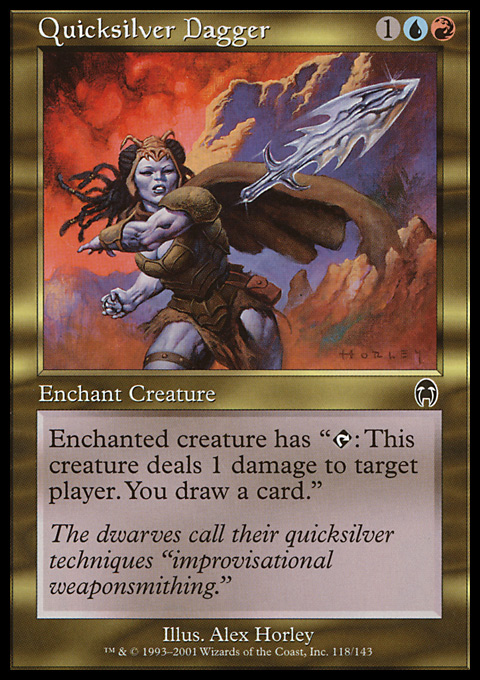 Quicksilver Dagger 1
HORLEY
Enchant Creature
Enchanted creature has “: This
creature deals 1 damage to target
player. You draw a card.”
The dwarves call their quicksilver
techniques “improvisational
weaponsmithing.”
Illus. Alex Horley
™ & © 1993–2001 Wizards of the Coast, Inc. 118/143